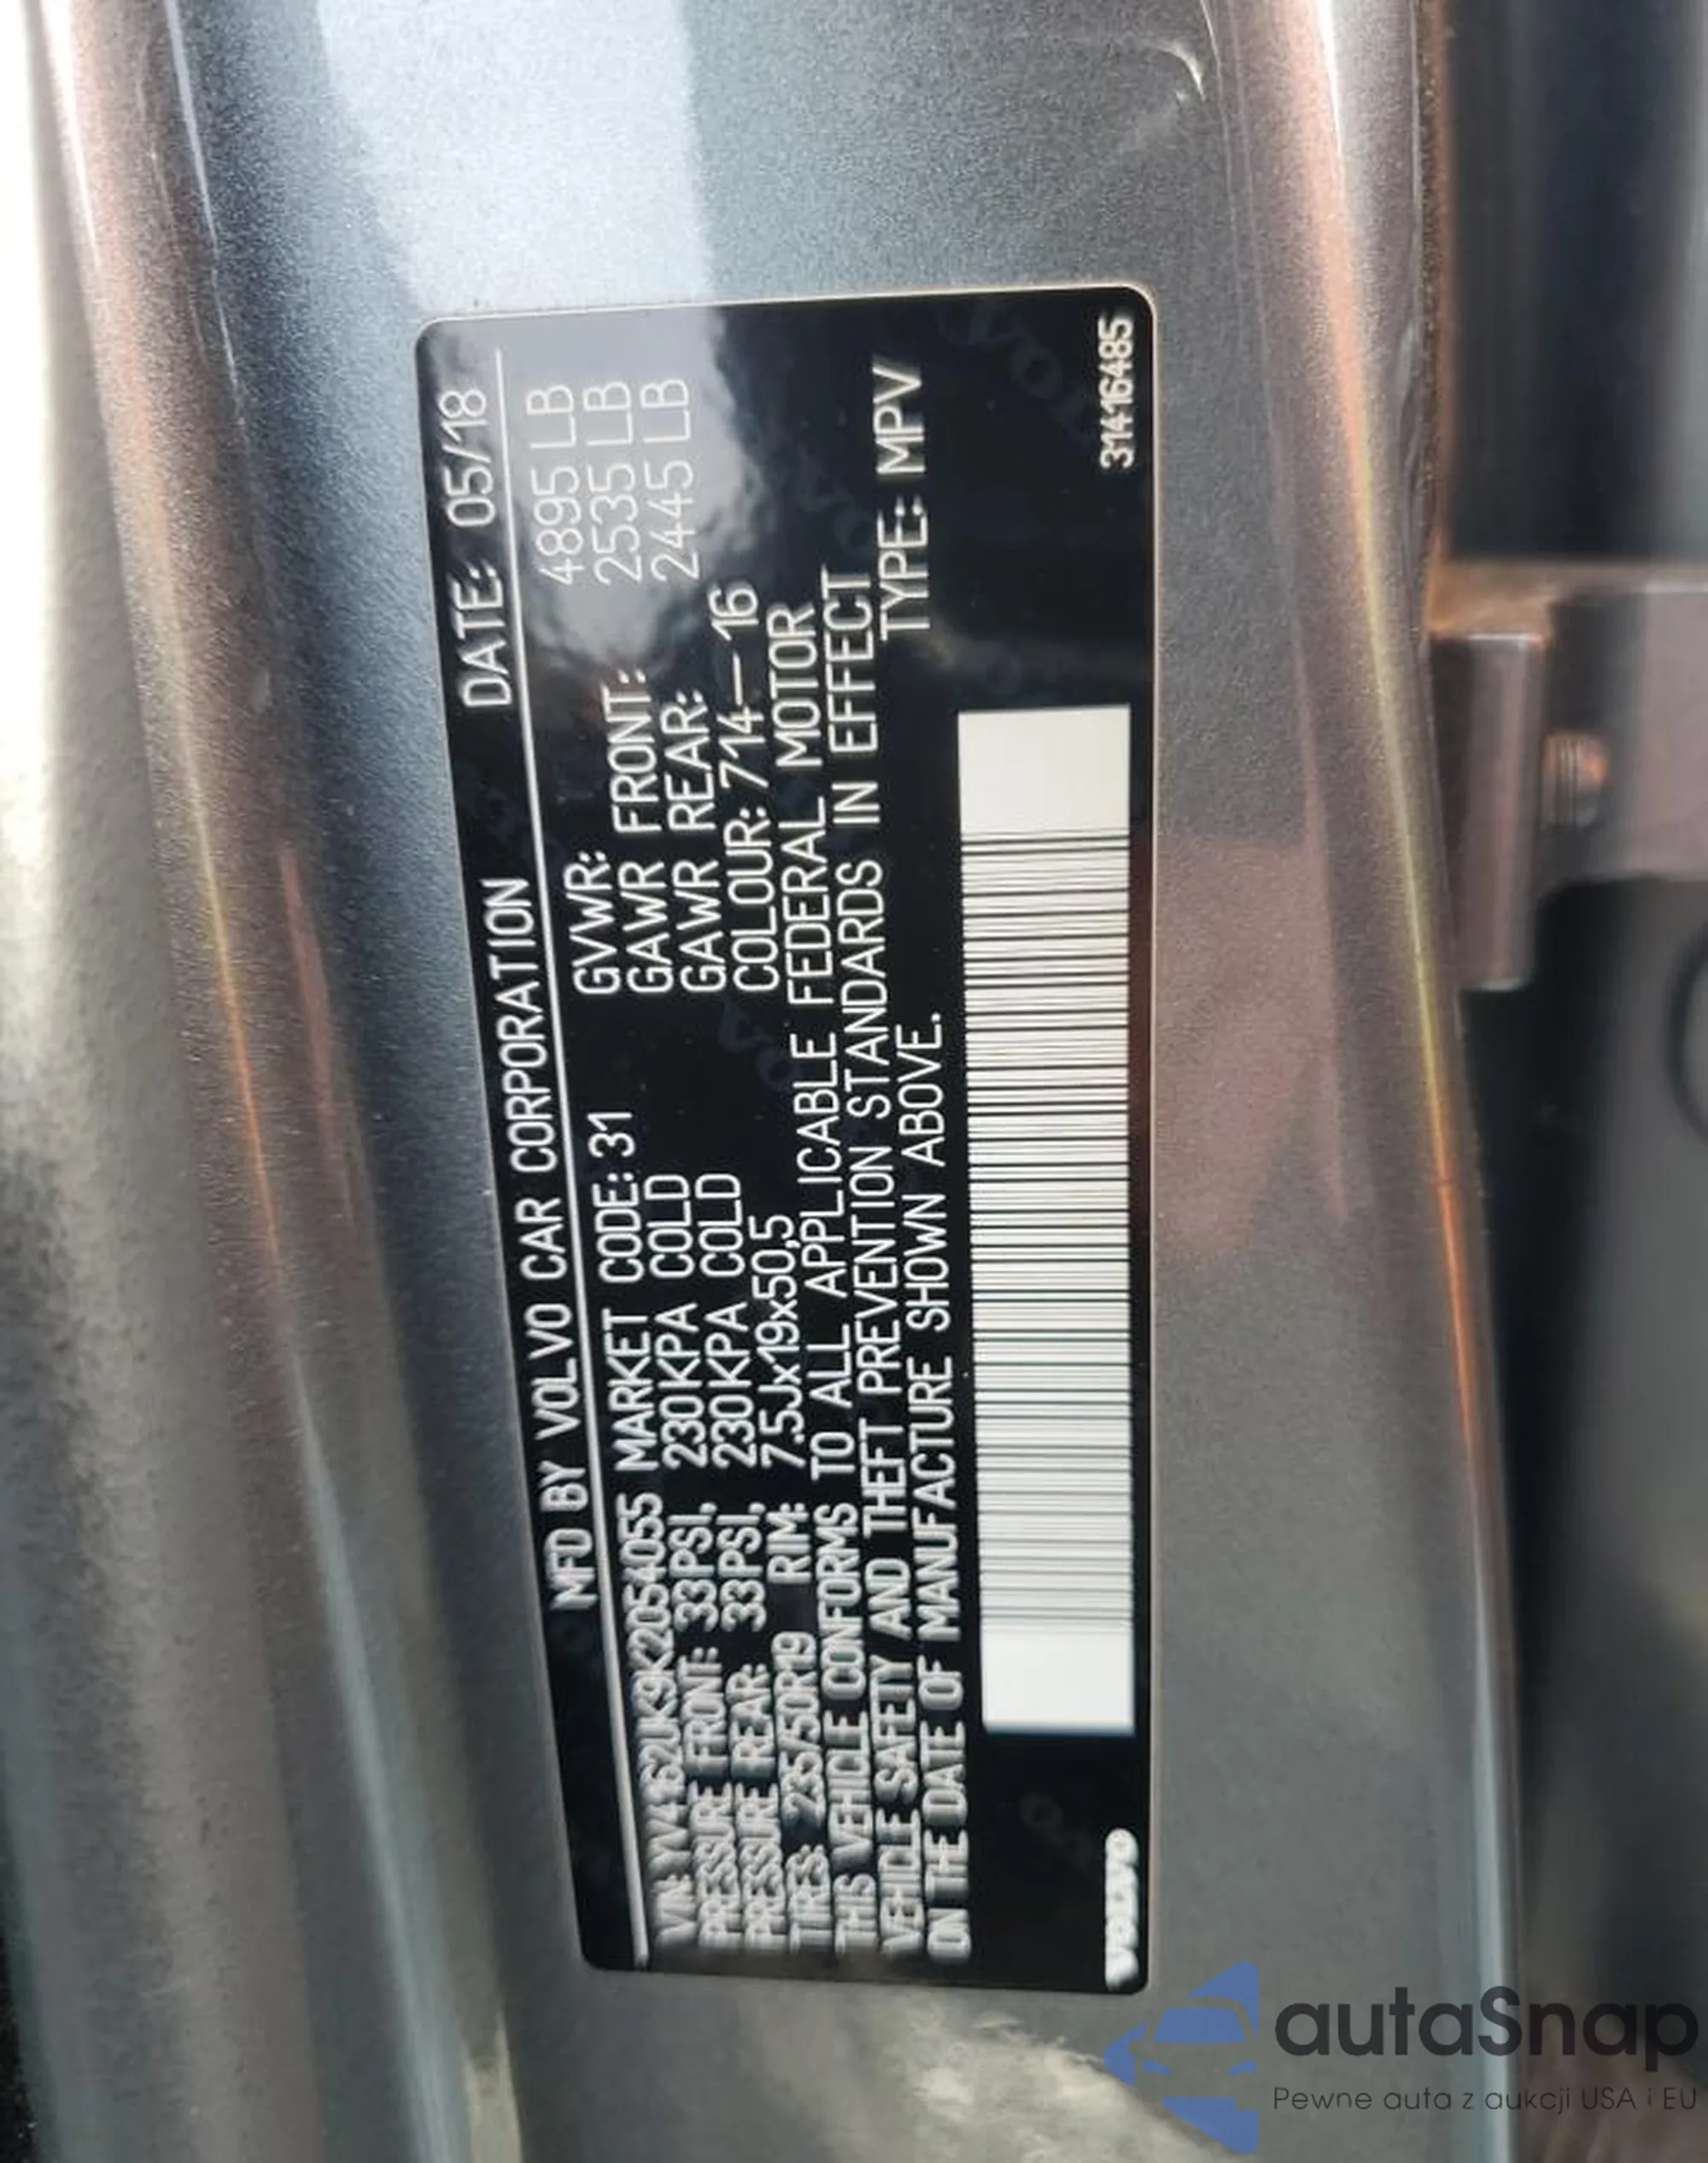 MFD BY VOLVO CAR CORPORATION DATE: 05/18
VIN: YV4162UK9K2054055 MARKET CODE: 31 GVWR: 4895 LB
PRESSURE FRONT: 33PSI, 230KPA COLD GAWR FRONT: 2535 LB
PRESSURE REAR: 33PSI, 230KPA COLD GAWR REAR: 2445 LB
TIRES: 235/50R19 RIM: 7.5Jx19x50,5 COLOUR: 714-16
THIS VEHICLE CONFORMS TO ALL APPLICABLE FEDERAL MOTOR
VEHICLE SAFETY AND THEFT PREVENTION STANDARDS IN EFFECT
ON THE DATE OF MANUFACTURE SHOWN ABOVE. TYPE: MPV
VOLVO 31416485
autaSnap
Pewne auta z aukcji USA i EU